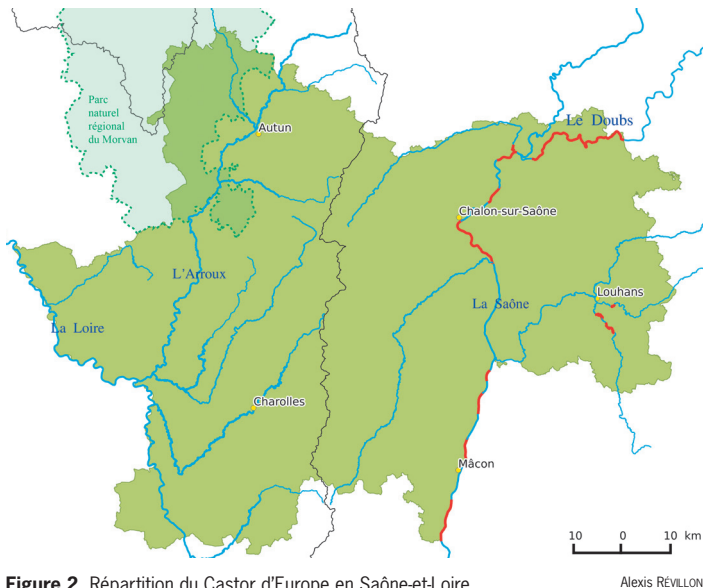 Parc
naturel
régional
du Morvan
Autun
Le Doubs
Chalon-sur-Saône
L'Arroux
Louhans
La Saône
La Loire
Charolles
Mâcon
10 0 10 km
Figure 2 Répartition du Castor d'Europe en Saône-et-Loire
Alexis RÉVILLON